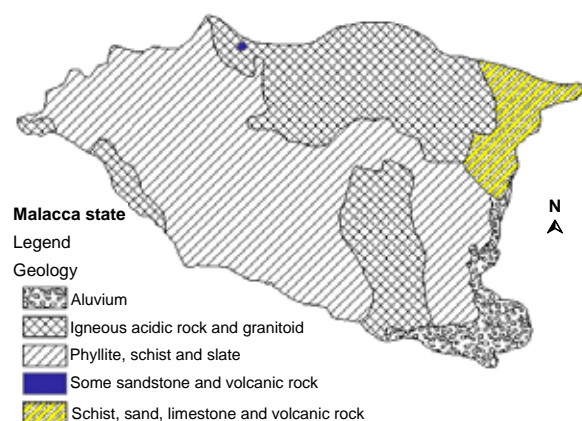 Malacca state
Legend
Geology
Aluvium
Igneous acidic rock and granitoid
Phyllite, schist and slate
Some sandstone and volcanic rock
Schist, sand, limestone and volcanic rock
N